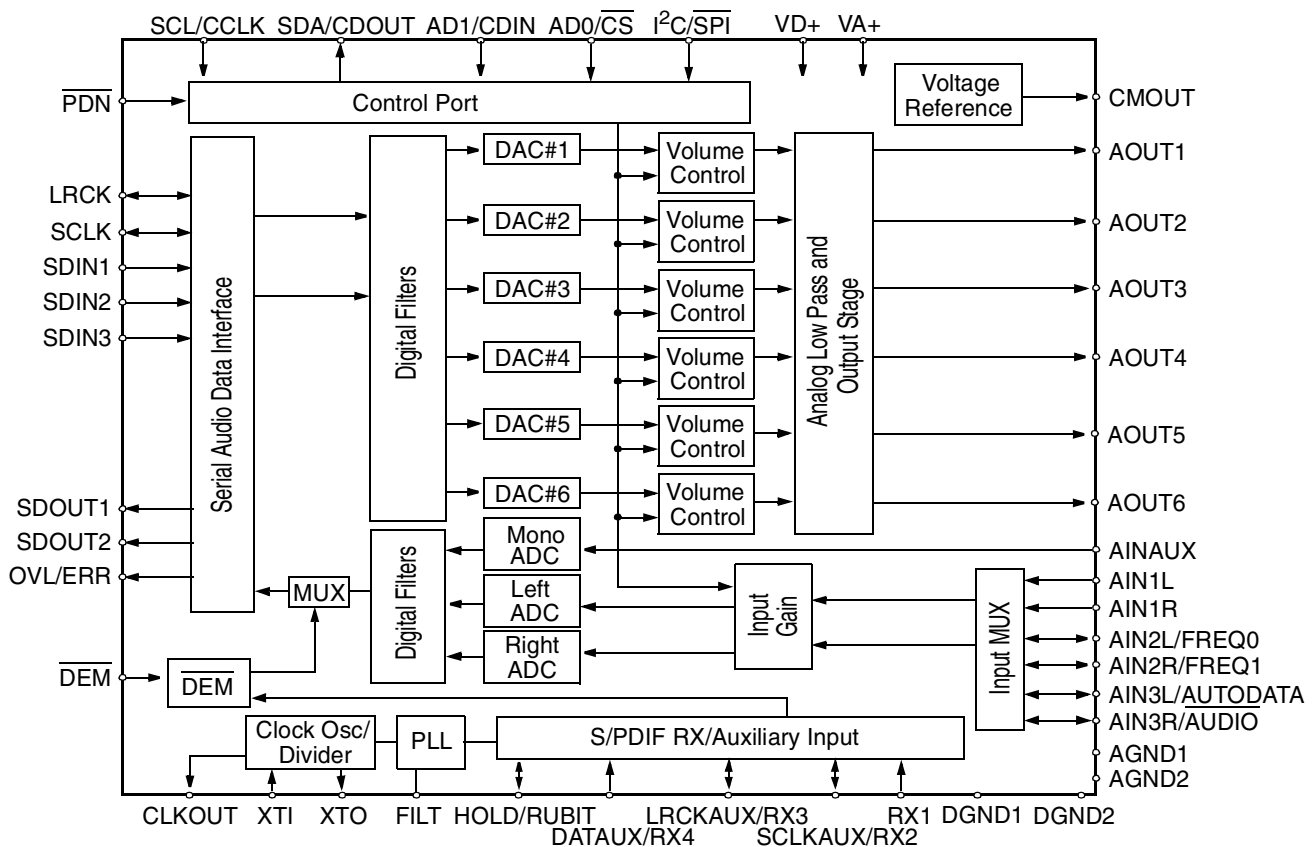 SCL/CCLK SDA/CDOUT AD1/CDIN AD0/C̅S̅ I²C/S̅P̅I̅ VD+ VA+
P̅D̅N̅
Control Port
Voltage
Reference
CMOUT
LRCK
SCLK
SDIN1
SDIN2
SDIN3
SDOUT1
SDOUT2
OVL/ERR
D̅E̅M̅
Serial Audio Data Interface
Digital Filters
DAC#1
DAC#2
DAC#3
DAC#4
DAC#5
DAC#6
Volume
Control
Volume
Control
Volume
Control
Volume
Control
Volume
Control
Volume
Control
Analog Low Pass and
Output Stage
AOUT1
AOUT2
AOUT3
AOUT4
AOUT5
AOUT6
MUX
D̅E̅M̅
Digital Filters
Mono
ADC
Left
ADC
Right
ADC
Input
Gain
Input MUX
AINAUX
AIN1L
AIN1R
AIN2L/FREQ0
AIN2R/FREQ1
AIN3L/AUTODATA
AIN3R/A̅U̅D̅I̅O̅
AGND1
AGND2
Clock Osc/
Divider
PLL
S/PDIF RX/Auxiliary Input
CLKOUT XTI XTO FILT HOLD/RUBIT LRCKAUX/RX3 RX1 DGND1 DGND2
DATAUX/RX4 SCLKAUX/RX2